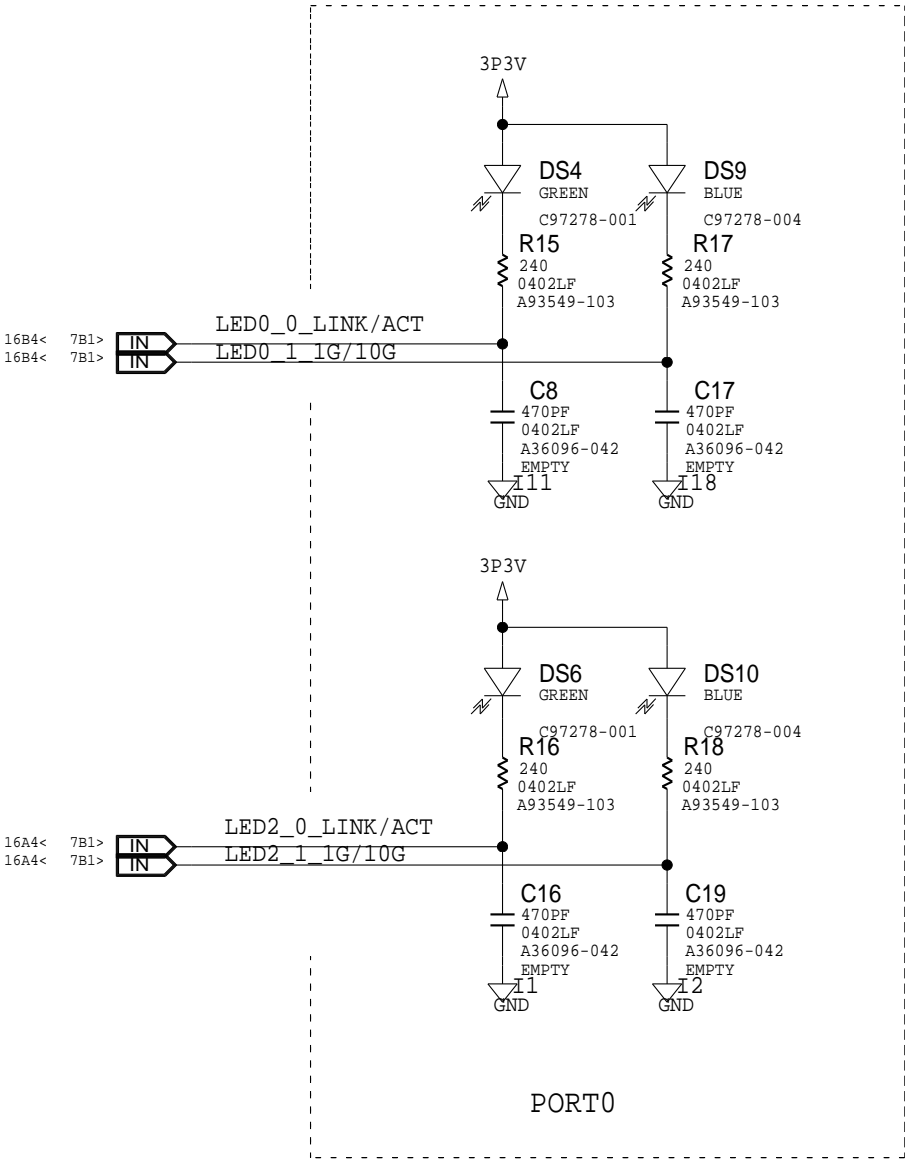 3P3V
DS4
GREEN
C97278-001
DS9
BLUE
C97278-004
R15
240
0402LF
A93549-103
R17
240
0402LF
A93549-103
16B4< 7B1> IN LED0_0_LINK/ACT
16B4< 7B1> IN LED0_1_1G/10G
C8
470PF
0402LF
A36096-042
EMPTY
I11
GND
C17
470PF
0402LF
A36096-042
EMPTY
I18
GND
3P3V
DS6
GREEN
C97278-001
DS10
BLUE
C97278-004
R16
240
0402LF
A93549-103
R18
240
0402LF
A93549-103
16A4< 7B1> IN LED2_0_LINK/ACT
16A4< 7B1> IN LED2_1_1G/10G
C16
470PF
0402LF
A36096-042
EMPTY
I1
GND
C19
470PF
0402LF
A36096-042
EMPTY
I2
GND
PORT0